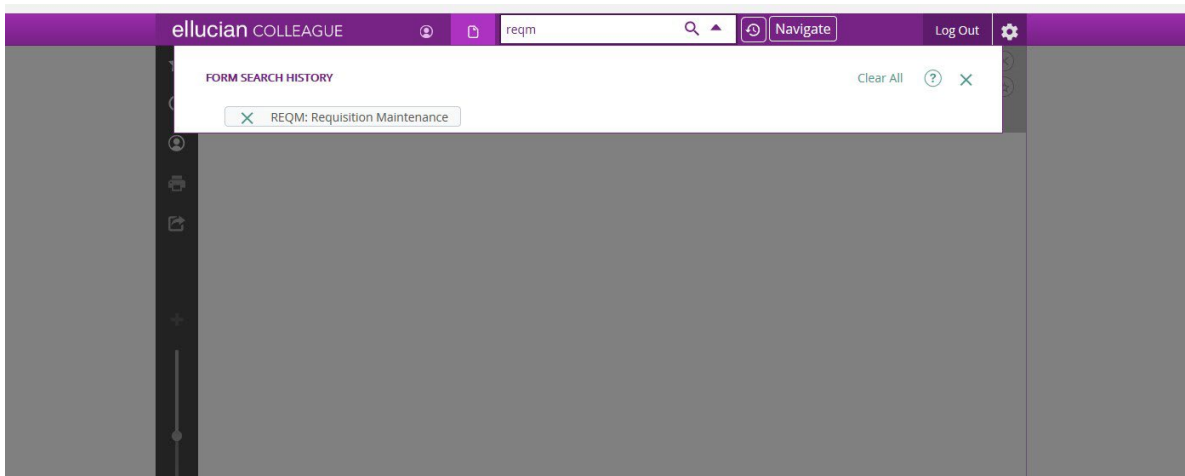 ellucian COLLEAGUE reqm Navigate Log Out
FORM SEARCH HISTORY Clear All ?
REQM: Requisition Maintenance